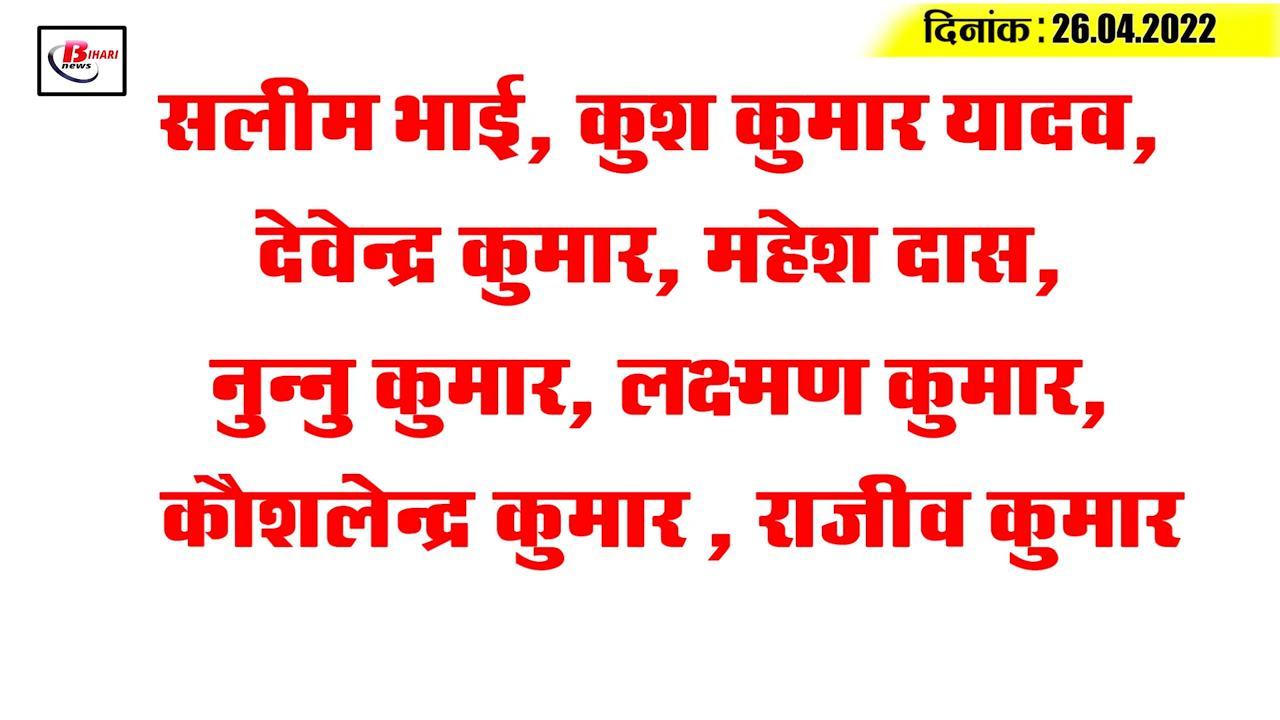 BIHARI
news
दिनांक : 26.04.2022
सलीम भाई, कुश कुमार यादव,
देवेन्द्र कुमार, महेश दास,
नुन्नु कुमार, लक्ष्मण कुमार,
कौशलेन्द्र कुमार , राजीव कुमार